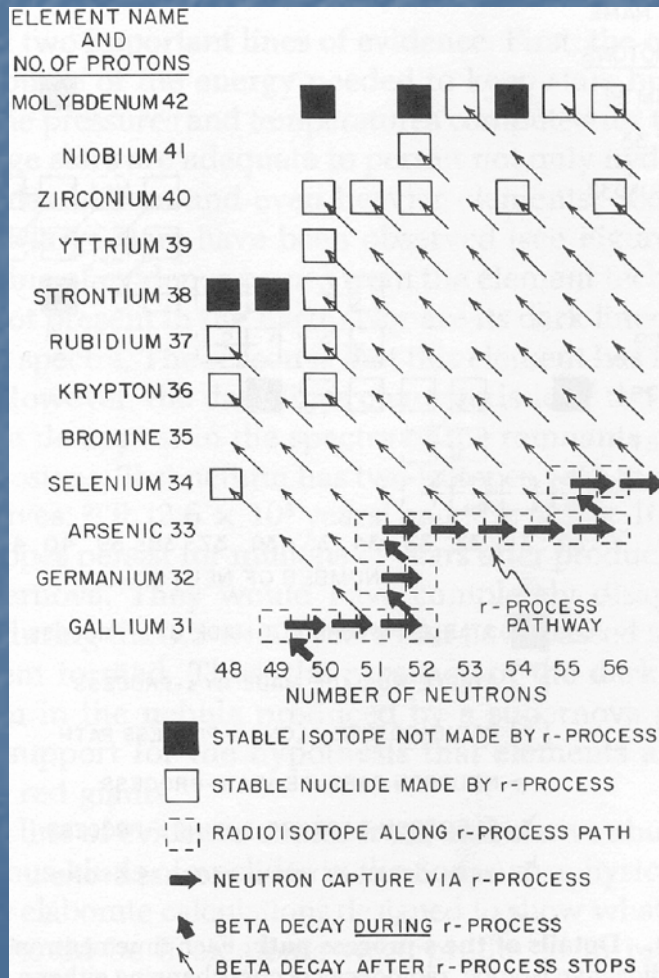 ELEMENT NAME
AND
NO. OF PROTONS
MOLYBDENUM 42
NIOBIUM 41
ZIRCONIUM 40
YTTRIUM 39
STRONTIUM 38
RUBIDIUM 37
KRYPTON 36
BROMINE 35
SELENIUM 34
ARSENIC 33
GERMANIUM 32
GALLIUM 31
r-PROCESS
PATHWAY
48 49 50 51 52 53 54 55 56
NUMBER OF NEUTRONS
STABLE ISOTOPE NOT MADE BY r-PROCESS
STABLE NUCLIDE MADE BY r-PROCESS
RADIOISOTOPE ALONG r-PROCESS PATH
NEUTRON CAPTURE VIA r-PROCESS
BETA DECAY DURING r-PROCESS
BETA DECAY AFTER r-PROCESS STOPS